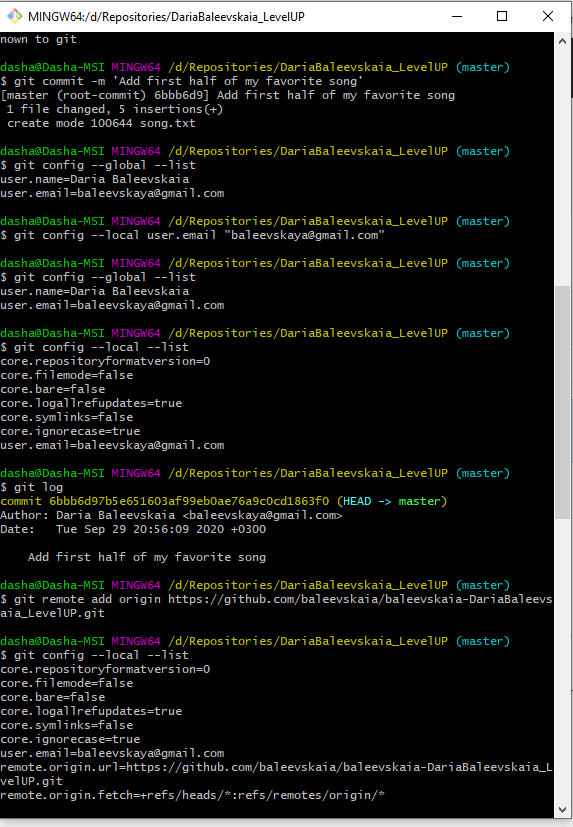 MINGW64:/d/Repositories/DariaBaleevskaia_LevelUP
nown to git
dasha@Dasha-MSI MINGW64 /d/Repositories/DariaBaleevskaia_LevelUP (master)
$ git commit -m 'Add first half of my favorite song'
[master (root-commit) 6bbb6d9] Add first half of my favorite song
 1 file changed, 5 insertions(+)
 create mode 100644 song.txt
dasha@Dasha-MSI MINGW64 /d/Repositories/DariaBaleevskaia_LevelUP (master)
$ git config --global --list
user.name=Daria Baleevskaia
user.email=baleevskaya@gmail.com
dasha@Dasha-MSI MINGW64 /d/Repositories/DariaBaleevskaia_LevelUP (master)
$ git config --local user.email "baleevskaya@gmail.com"
dasha@Dasha-MSI MINGW64 /d/Repositories/DariaBaleevskaia_LevelUP (master)
$ git config --global --list
user.name=Daria Baleevskaia
user.email=baleevskaya@gmail.com
dasha@Dasha-MSI MINGW64 /d/Repositories/DariaBaleevskaia_LevelUP (master)
$ git config --local --list
core.repositoryformatversion=0
core.filemode=false
core.bare=false
core.logallrefupdates=true
core.symlinks=false
core.ignorecase=true
user.email=baleevskaya@gmail.com
dasha@Dasha-MSI MINGW64 /d/Repositories/DariaBaleevskaia_LevelUP (master)
$ git log
commit 6bbb6d97b5e651603af99eb0ae76a9c0cd1863f0 (HEAD -> master)
Author: Daria Baleevskaia <baleevskaya@gmail.com>
Date:   Tue Sep 29 20:56:09 2020 +0300
    Add first half of my favorite song
dasha@Dasha-MSI MINGW64 /d/Repositories/DariaBaleevskaia_LevelUP (master)
$ git remote add origin https://github.com/baleevskaia/baleevskaia-DariaBaleevsk
aia_LevelUP.git
dasha@Dasha-MSI MINGW64 /d/Repositories/DariaBaleevskaia_LevelUP (master)
$ git config --local --list
core.repositoryformatversion=0
core.filemode=false
core.bare=false
core.logallrefupdates=true
core.symlinks=false
core.ignorecase=true
user.email=baleevskaya@gmail.com
remote.origin.url=https://github.com/baleevskaia/baleevskaia-DariaBaleevskaia_Le
velUP.git
remote.origin.fetch=+refs/heads/*:refs/remotes/origin/*